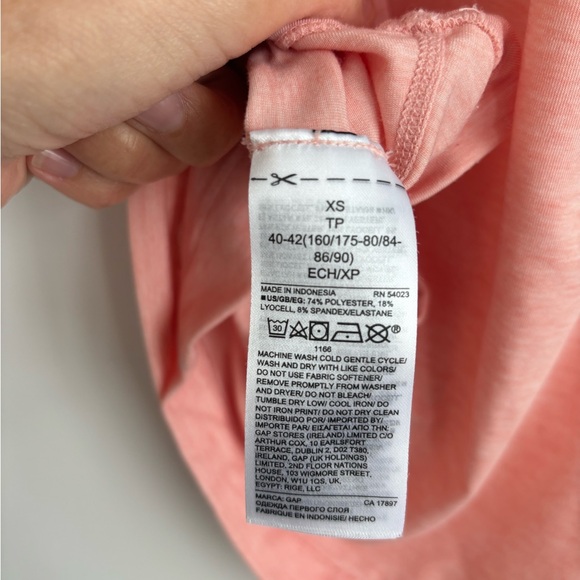 XS
TP
40-42(160/175-80/84-
86/90)
ECH/XP
MADE IN INDONESIA RN 54023
■US/GB/EG: 74% POLYESTER, 18%
LYOCELL, 8% SPANDEX/ELASTANE
30
®
1166
MACHINE WASH COLD GENTLE CYCLE/
WASH AND DRY WITH LIKE COLORS/
DO NOT USE FABRIC SOFTENER/
REMOVE PROMPTLY FROM WASHER
AND DRYER/ DO NOT BLEACH/
TUMBLE DRY LOW/ COOL IRON/ DO
NOT IRON PRINT/ DO NOT DRY CLEAN
DISTRIBUIDO POR/ IMPORTED BY/
IMPORTE PAR/ ΕΙΣΑΓΕΤΑΙ ΑΠΟ ΤΗΝ:
GAP STORES (IRELAND) LIMITED C/O
ARTHUR COX, 10 EARLSFORT
TERRACE, DUBLIN 2, D02 T380,
IRELAND, GAP (UK HOLDINGS)
LIMITED, 2ND FLOOR NATIONS
HOUSE, 103 WIGMORE STREET,
LONDON, W1U 1QS, UK,
EGYPT: RIGE, LLC
MARCA: GAP CA 17897
ОДЕЖДА ПЕРВОГО СЛОЯ
FABRIQUE EN INDONISIE/ HECHO